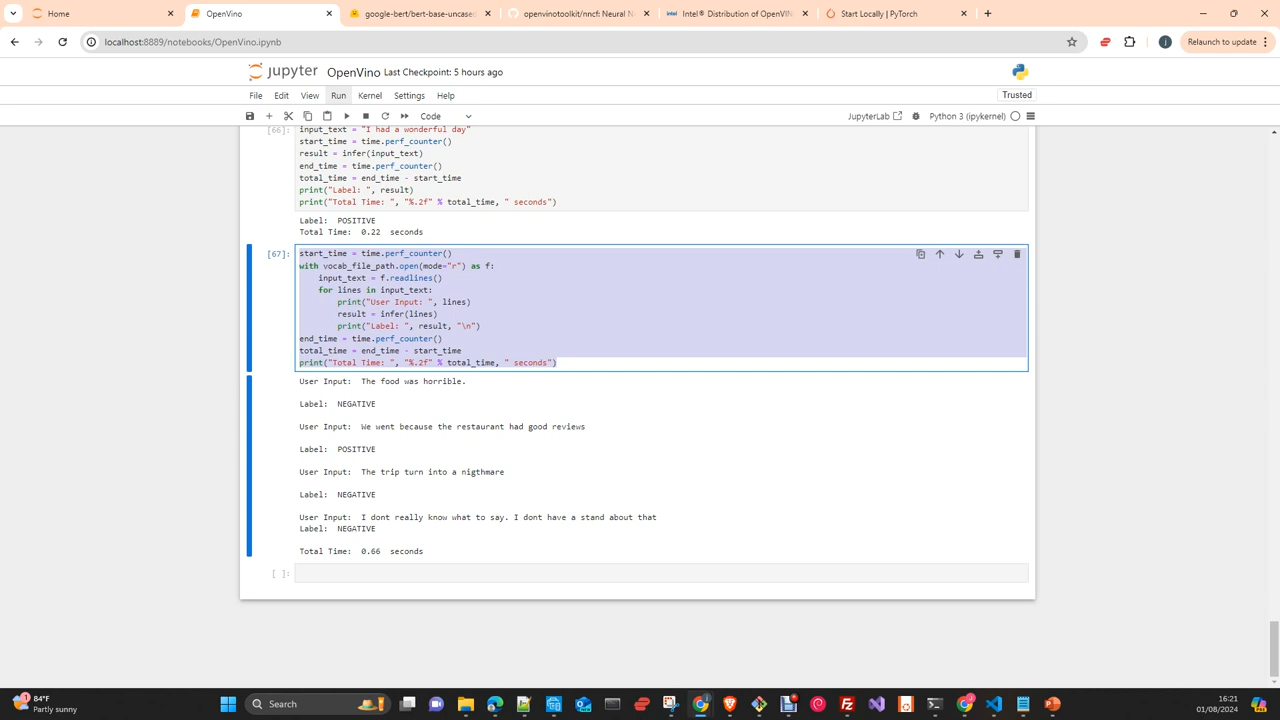 Home
OpenVino
google-bert/bert-base-uncase
openvinotoolkit/nncf: Neural N
Intel® Distribution of OpenVIN
Start Locally | PyTorch
localhost:8889/notebooks/OpenVino.ipynb
Relaunch to update
jupyter OpenVino Last Checkpoint: 5 hours ago
File Edit View Run Kernel Settings Help
Trusted
Code
JupyterLab
Python 3 (ipykernel)
[66]:
input_text = "I had a wonderful day"
start_time = time.perf_counter()
result = infer(input_text)
end_time = time.perf_counter()
total_time = end_time - start_time
print("Label: ", result)
print("Total Time: ", "%.2f" % total_time, " seconds")
Label:  POSITIVE
Total Time:  0.22  seconds
[67]:
start_time = time.perf_counter()
with vocab_file_path.open(mode="r") as f:
    input_text = f.readlines()
    for lines in input_text:
        print("User Input: ", lines)
        result = infer(lines)
        print("Label: ", result, "\n")
end_time = time.perf_counter()
total_time = end_time - start_time
print("Total Time: ", "%.2f" % total_time, " seconds")
User Input:  The food was horrible.
Label:  NEGATIVE
User Input:  We went because the restaurant had good reviews
Label:  POSITIVE
User Input:  The trip turn into a nigthmare
Label:  NEGATIVE
User Input:  I dont really know what to say. I dont have a stand about that
Label:  NEGATIVE
Total Time:  0.66  seconds
[ ]:
84°F
Partly sunny
Search
16:21
01/08/2024